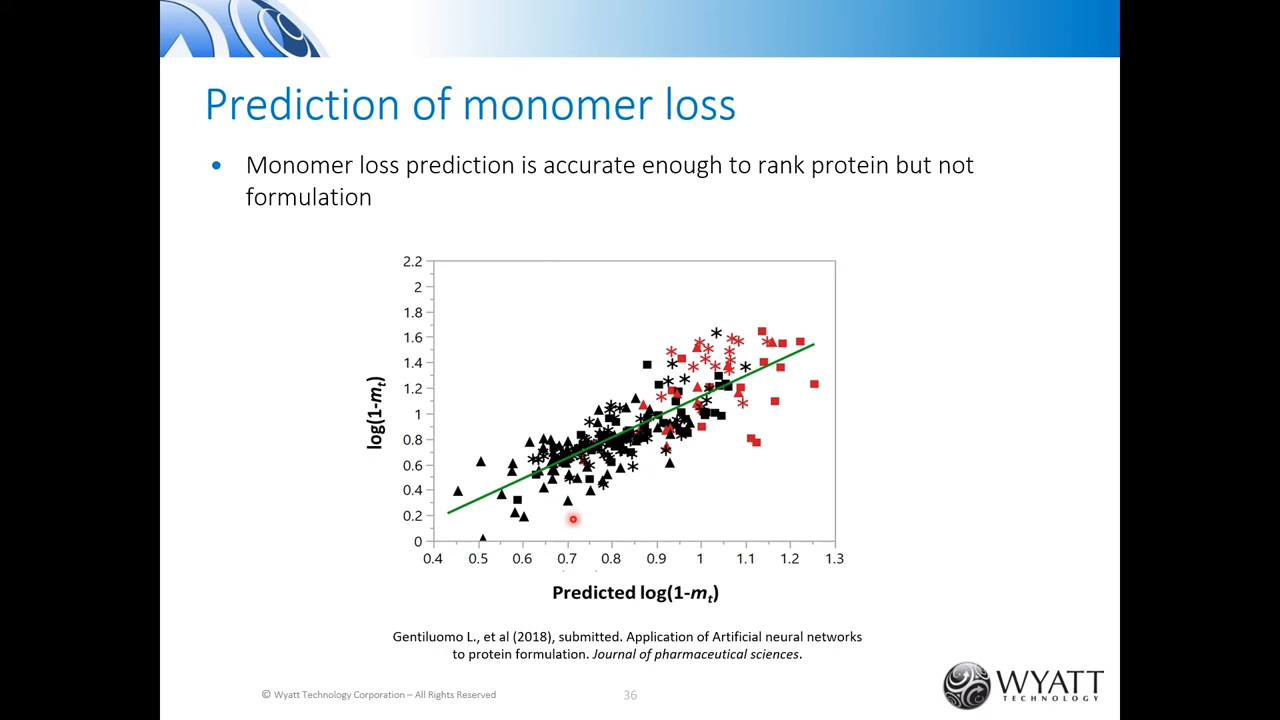 Prediction of monomer loss
• Monomer loss prediction is accurate enough to rank protein but not
formulation
2.2
2
1.8
1.6
1.4
1.2
1
0.8
0.6
0.4
0.2
0
log(1-mt)
0.4 0.5 0.6 0.7 0.8 0.9 1 1.1 1.2 1.3
Predicted log(1-mt)
Gentiluomo L., et al (2018), submitted. Application of Artificial neural networks
to protein formulation. Journal of pharmaceutical sciences.
© Wyatt Technology Corporation – All Rights Reserved
36
WYATT
TECHNOLOGY